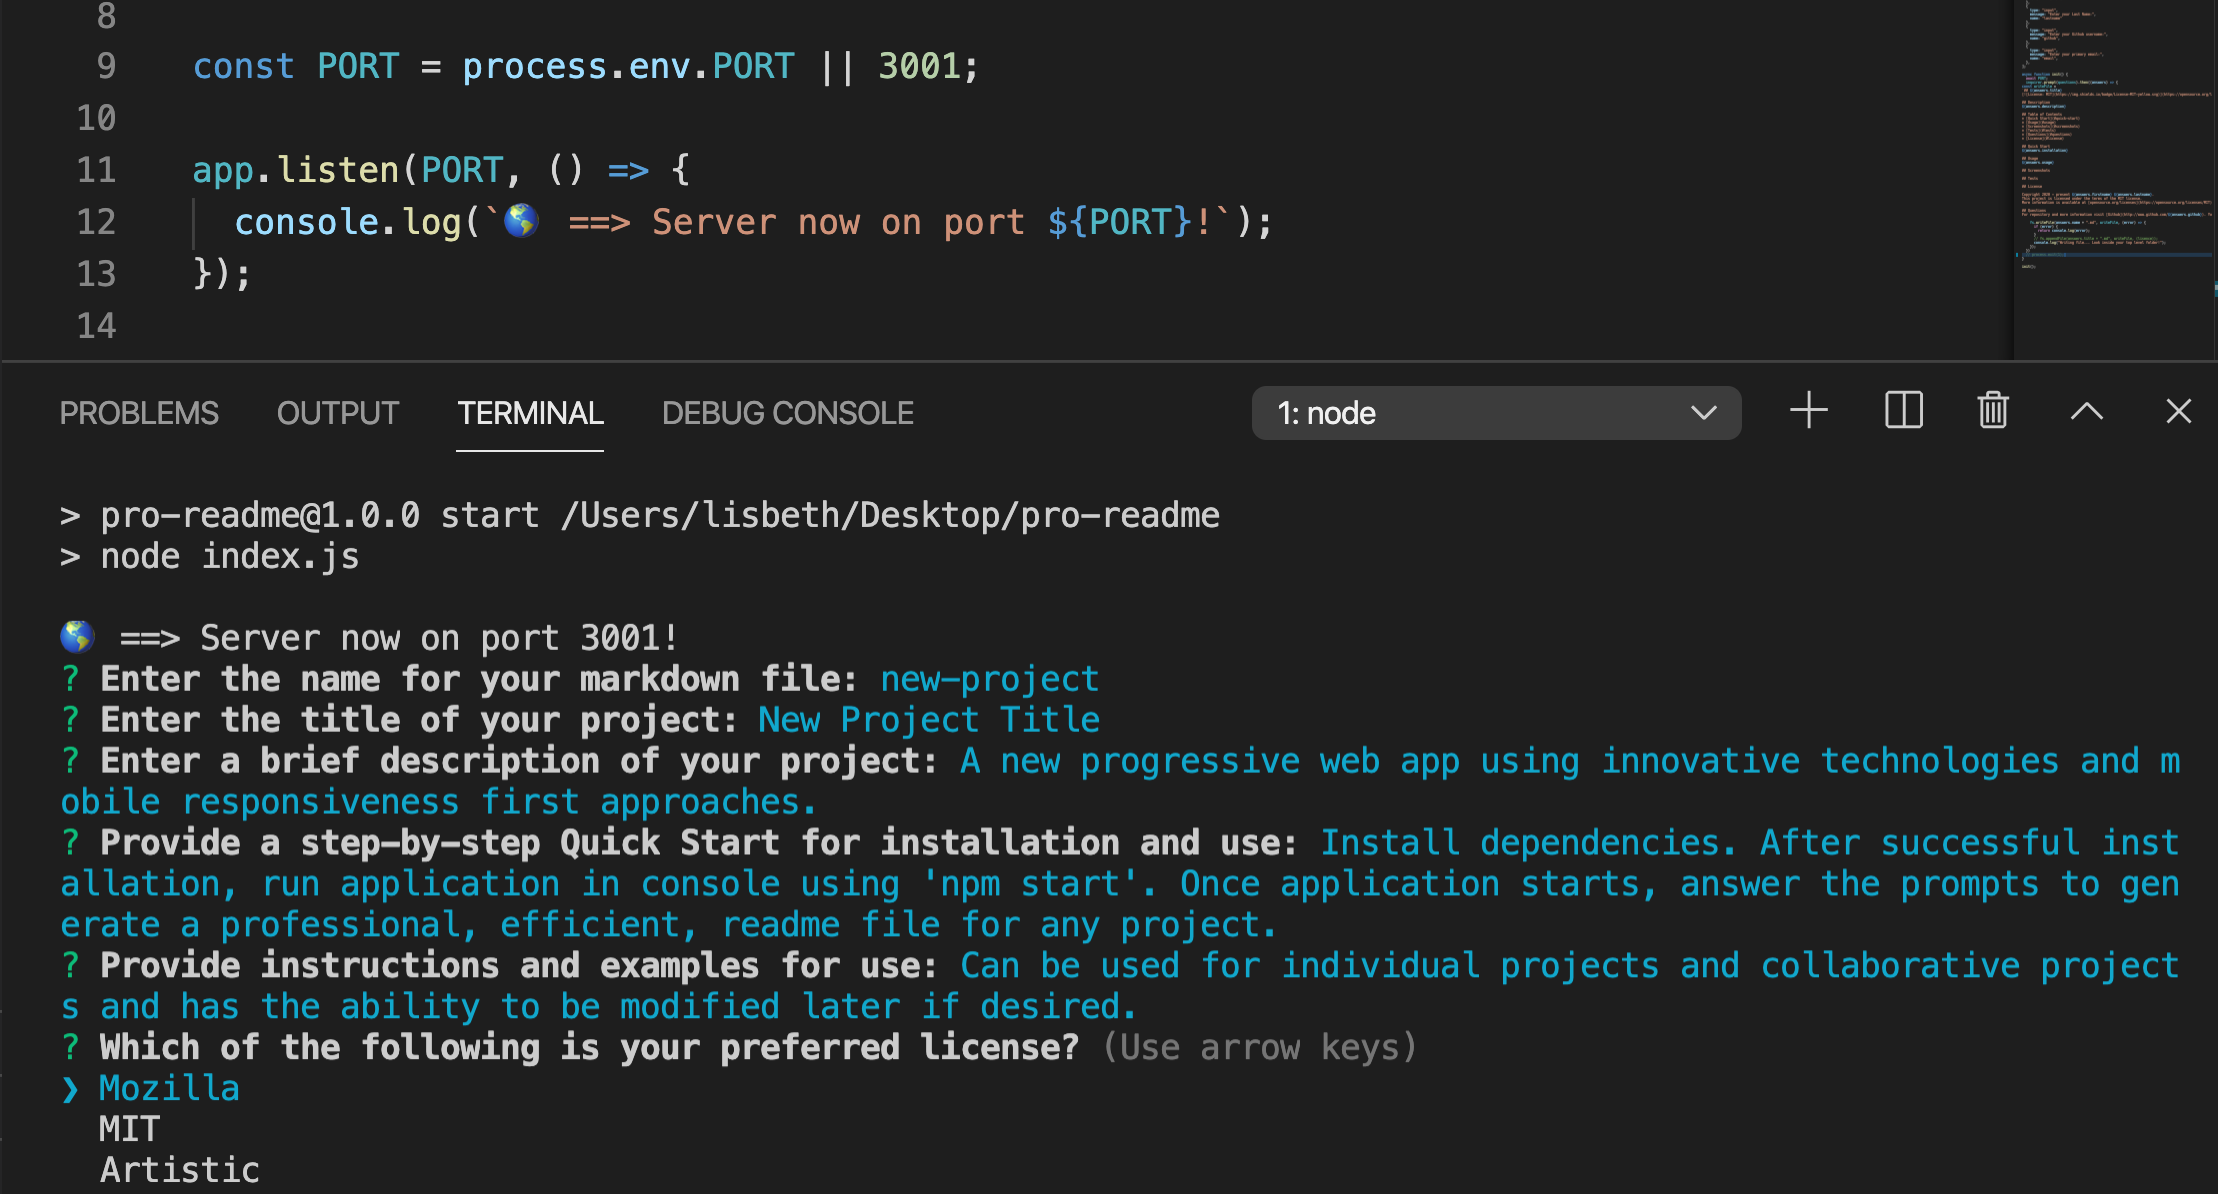 8
9 const PORT = process.env.PORT || 3001;
10
11 app.listen(PORT, () => {
12 console.log(`🌎 ==> Server now on port ${PORT}!`);
13 });
14
PROBLEMS OUTPUT TERMINAL DEBUG CONSOLE 1: node
> pro-readme@1.0.0 start /Users/lisbeth/Desktop/pro-readme
> node index.js
🌎 ==> Server now on port 3001!
? Enter the name for your markdown file: new-project
? Enter the title of your project: New Project Title
? Enter a brief description of your project: A new progressive web app using innovative technologies and m
obile responsiveness first approaches.
? Provide a step-by-step Quick Start for installation and use: Install dependencies. After successful inst
allation, run application in console using 'npm start'. Once application starts, answer the prompts to gen
erate a professional, efficient, readme file for any project.
? Provide instructions and examples for use: Can be used for individual projects and collaborative project
s and has the ability to be modified later if desired.
? Which of the following is your preferred license? (Use arrow keys)
❯ Mozilla
MIT
Artistic